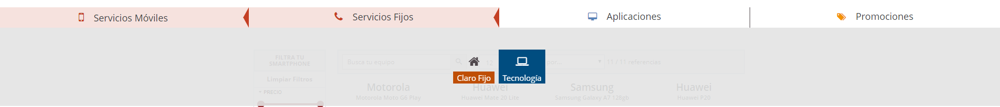 Servicios Móviles
Servicios Fijos
Aplicaciones
Promociones
FILTRA TU
SMARTPHONE
Limpiar Filtros
PRECIO
Busca tu equipo
12
por...
11 / 11 referencias
Claro Fijo
Tecnología
Motorola
Motorola Moto G6 Play
Huawei
Huawei Mate 20 Lite
Samsung
Samsung Galaxy A7 128gb
Huawei
Huawei P20